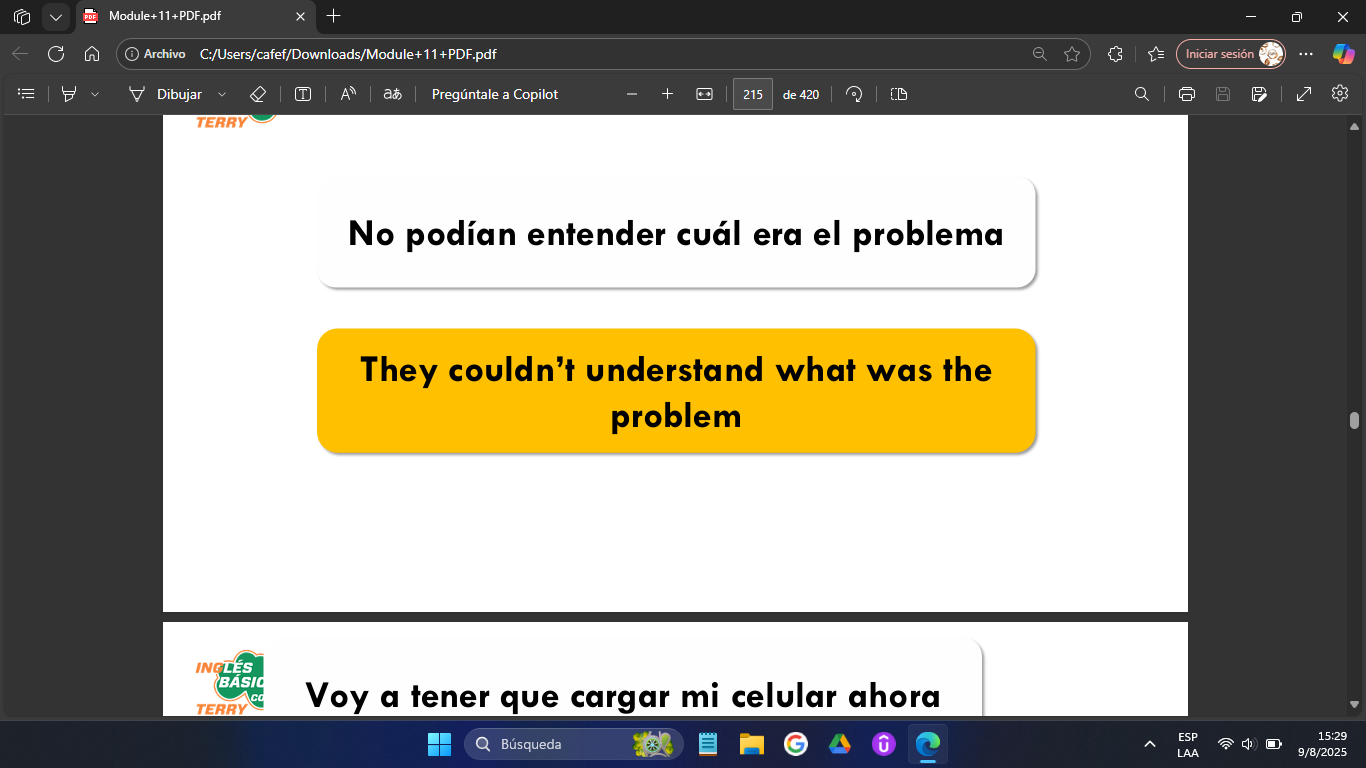 Module+11+PDF.pdf
Archivo C:/Users/cafef/Downloads/Module+11+PDF.pdf
Iniciar sesión
Dibujar
Pregúntale a Copilot
215 de 420
TERRY
No podían entender cuál era el problema
They couldn’t understand what was the
problem
INGLÉS
BÁSIC
CO
TERRY
Voy a tener que cargar mi celular ahora
Búsqueda
ESP
LAA
15:29
9/8/2025